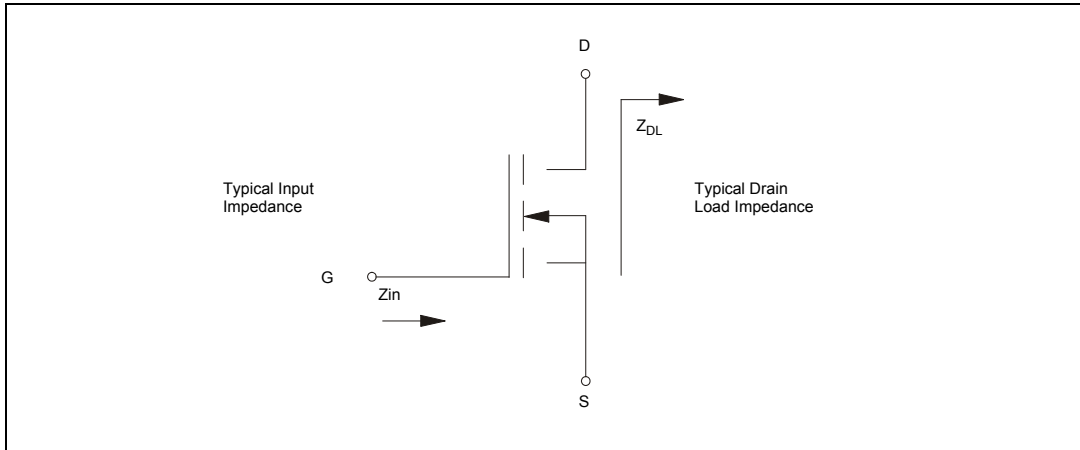 D
Z_DL
Typical Input
Impedance
Typical Drain
Load Impedance
G
Zin
S